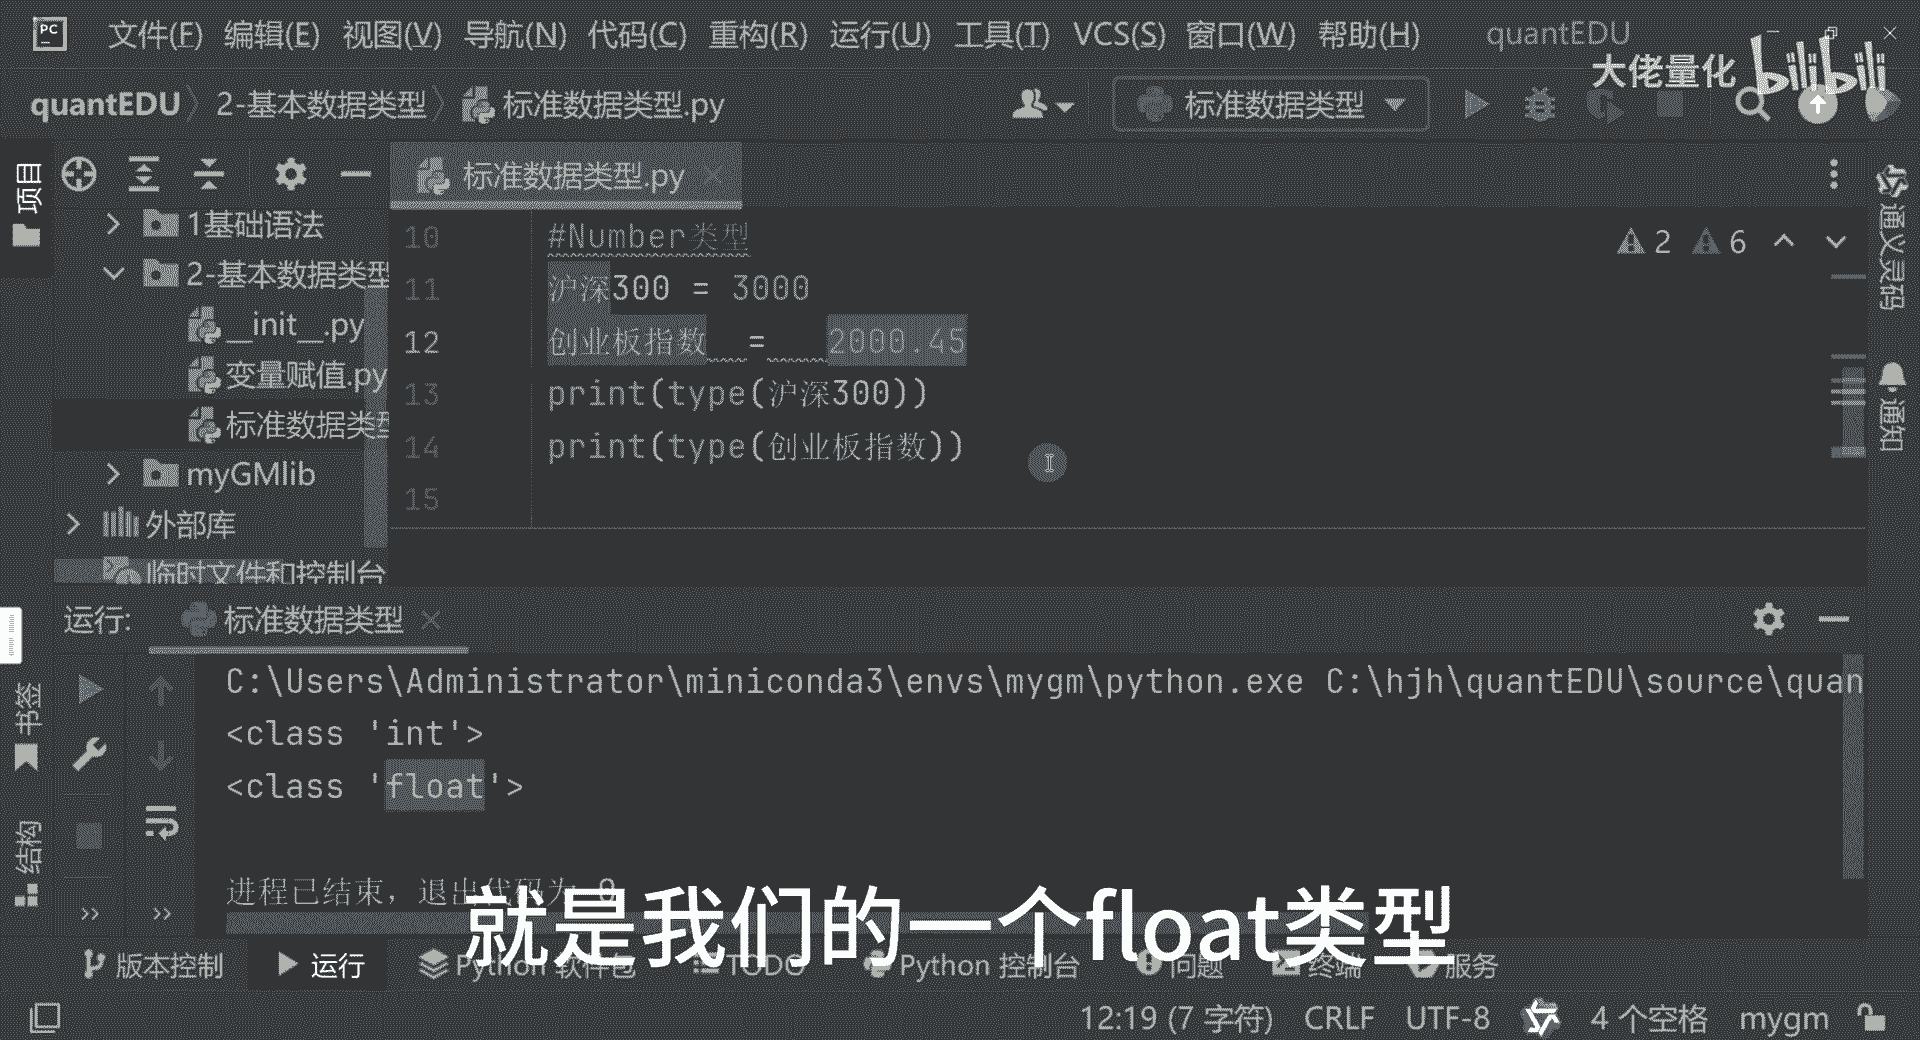 文件(F) 编辑(E) 视图(V) 导航(N) 代码(C) 重构(R) 运行(U) 工具(T) VCS(S) 窗口(W) 帮助(H) quantEDU
大佬量化 bilibili
quantEDU 2-基本数据类型 标准数据类型.py 标准数据类型
项目
标准数据类型.py
1基础语法
2-基本数据类型
__init__.py
变量赋值.py
标准数据类型
myGMlib
外部库
临时文件和控制台
10 #Number类型
11 沪深300 = 3000
12 创业板指数 = 2000.45
13 print(type(沪深300))
14 print(type(创业板指数))
15
2 6
通义灵码
通知
运行: 标准数据类型
书签
结构
C:\Users\Administrator\miniconda3\envs\mygm\python.exe C:\hjh\quantEDU\source\quan
<class 'int'>
<class 'float'>
进程已结束，退出代码为 0
就是我们的一个float类型
版本控制 运行 Python 软件包 TODO Python 控制台 问题 终端 服务
12:19 (7 字符) CRLF UTF-8 4 个空格 mygm